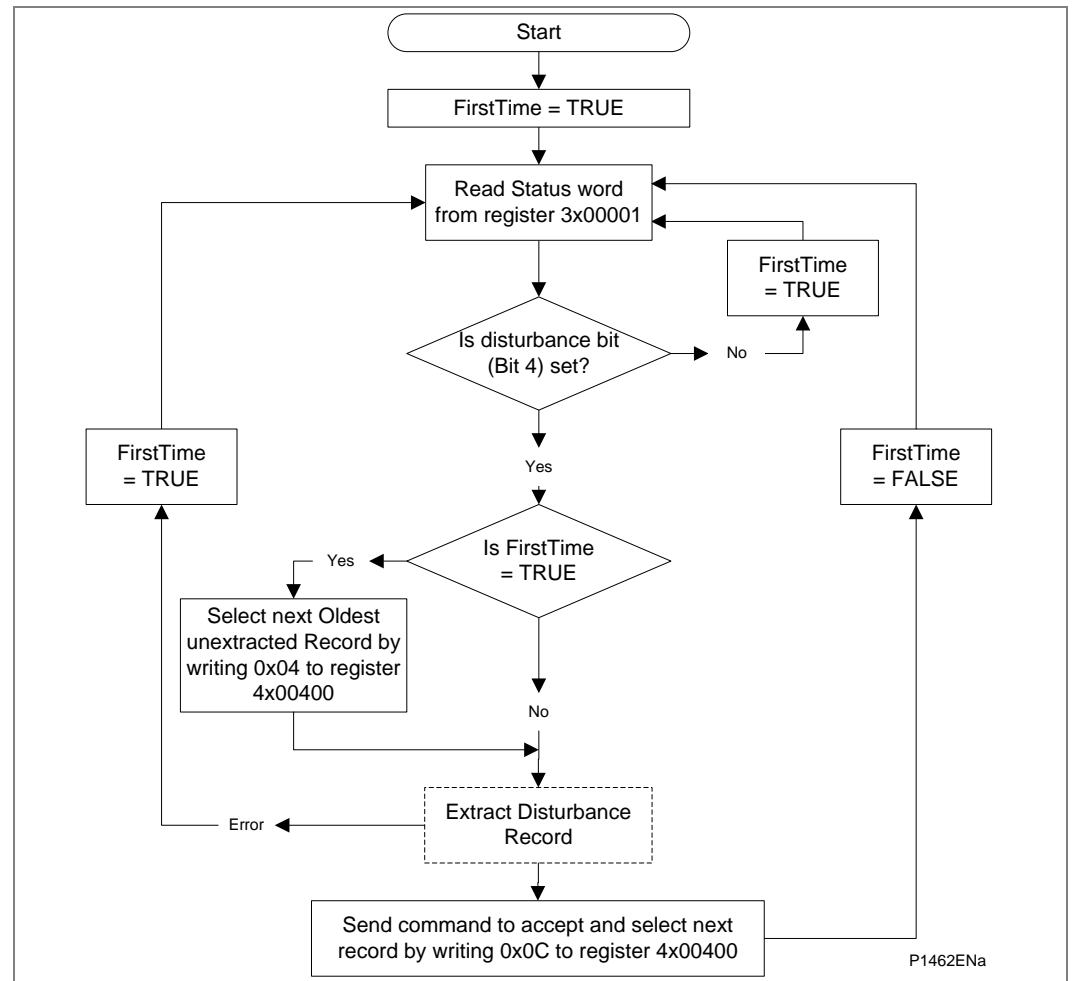 Start
FirstTime = TRUE
Read Status word
from register 3x00001
FirstTime
= TRUE
Is disturbance bit
(Bit 4) set?
No
FirstTime
= TRUE
Yes
FirstTime
= FALSE
Is FirstTime
= TRUE
Yes
Select next Oldest
unextracted Record by
writing 0x04 to register
4x00400
No
Extract Disturbance
Record
Error
Send command to accept and select next
record by writing 0x0C to register 4x00400
P1462ENa